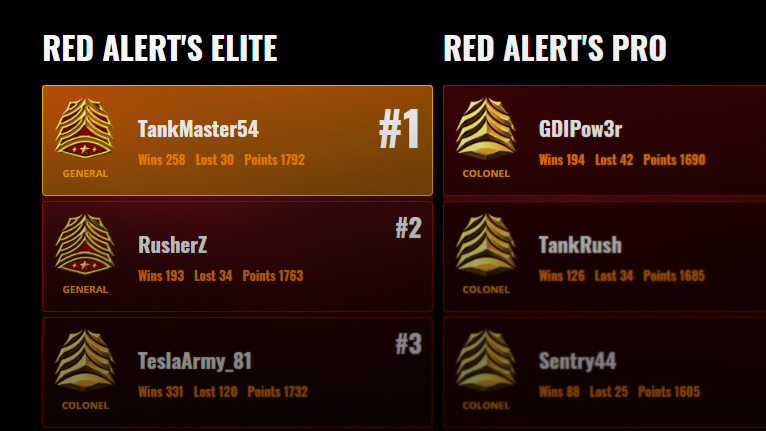 RED ALERT'S ELITE
TankMaster54
#1
Wins 258 Lost 30 Points 1792
GENERAL
RusherZ
#2
Wins 193 Lost 34 Points 1763
GENERAL
TeslaArmy_81
#3
Wins 331 Lost 120 Points 1732
COLONEL
RED ALERT'S PRO
GDIPow3r
Wins 194 Lost 42 Points 1690
COLONEL
TankRush
Wins 126 Lost 34 Points 1685
COLONEL
Sentry44
Wins 88 Lost 25 Points 1605
COLONEL